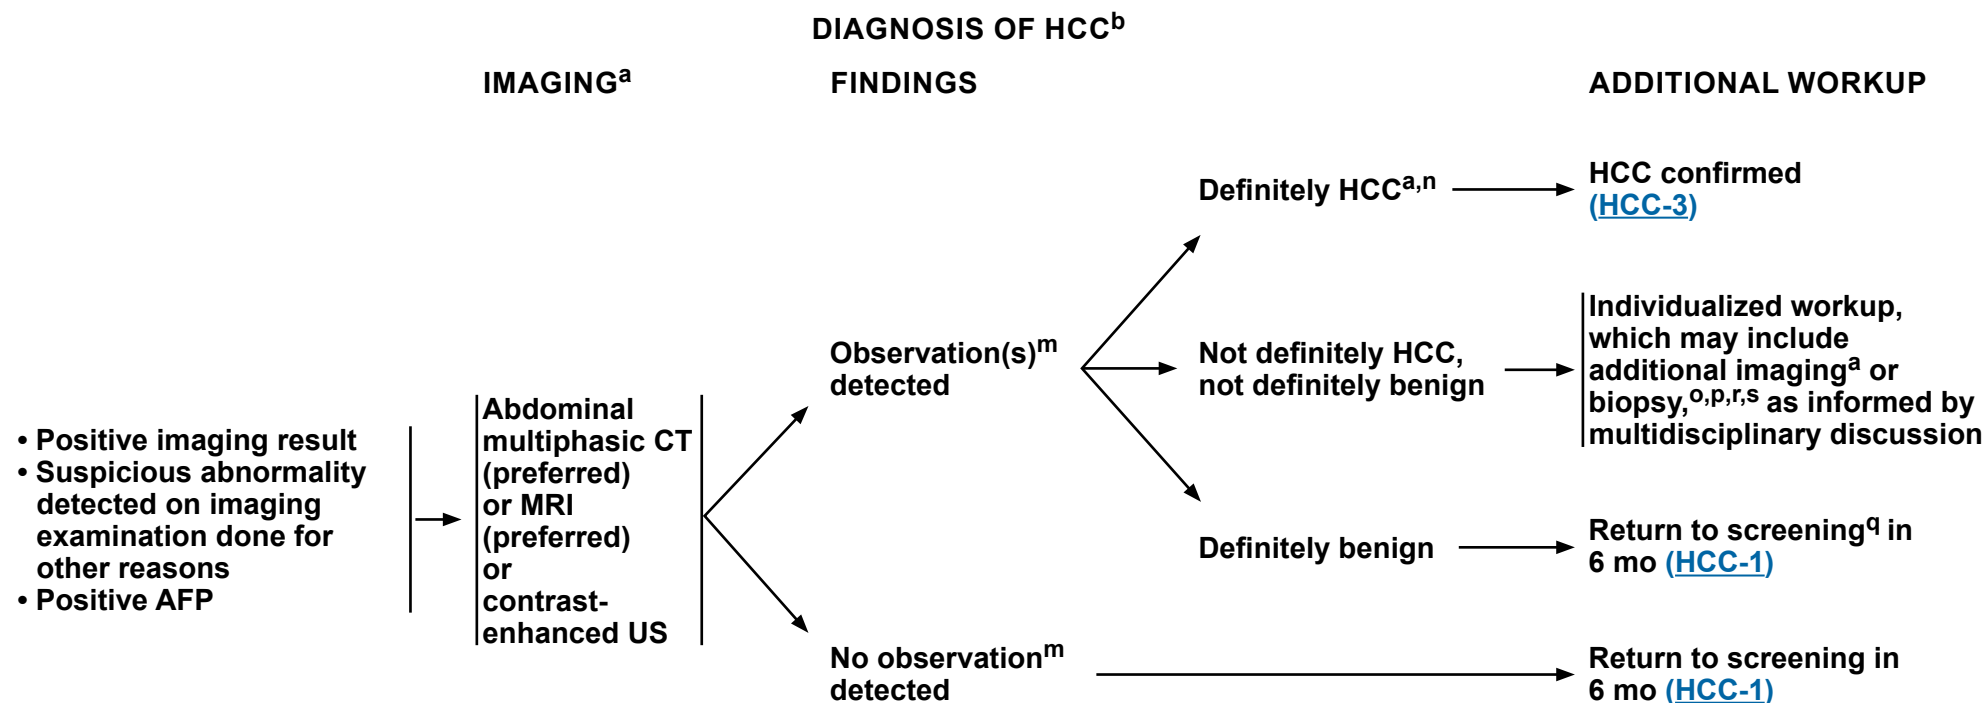 DIAGNOSIS OF HCCb
IMAGINGa
FINDINGS
ADDITIONAL WORKUP
• Positive imaging result
• Suspicious abnormality
detected on imaging
examination done for
other reasons
• Positive AFP
Abdominal
multiphasic CT
(preferred)
or MRI
(preferred)
or
contrast-
enhanced US
Observation(s)m
detected
Definitely HCCa,n
HCC confirmed
(HCC-3)
Not definitely HCC,
not definitely benign
Individualized workup,
which may include
additional imaginga or
biopsy,o,p,r,s as informed by
multidisciplinary discussion
Definitely benign
Return to screeningq in
6 mo (HCC-1)
No observationm
detected
Return to screening in
6 mo (HCC-1)